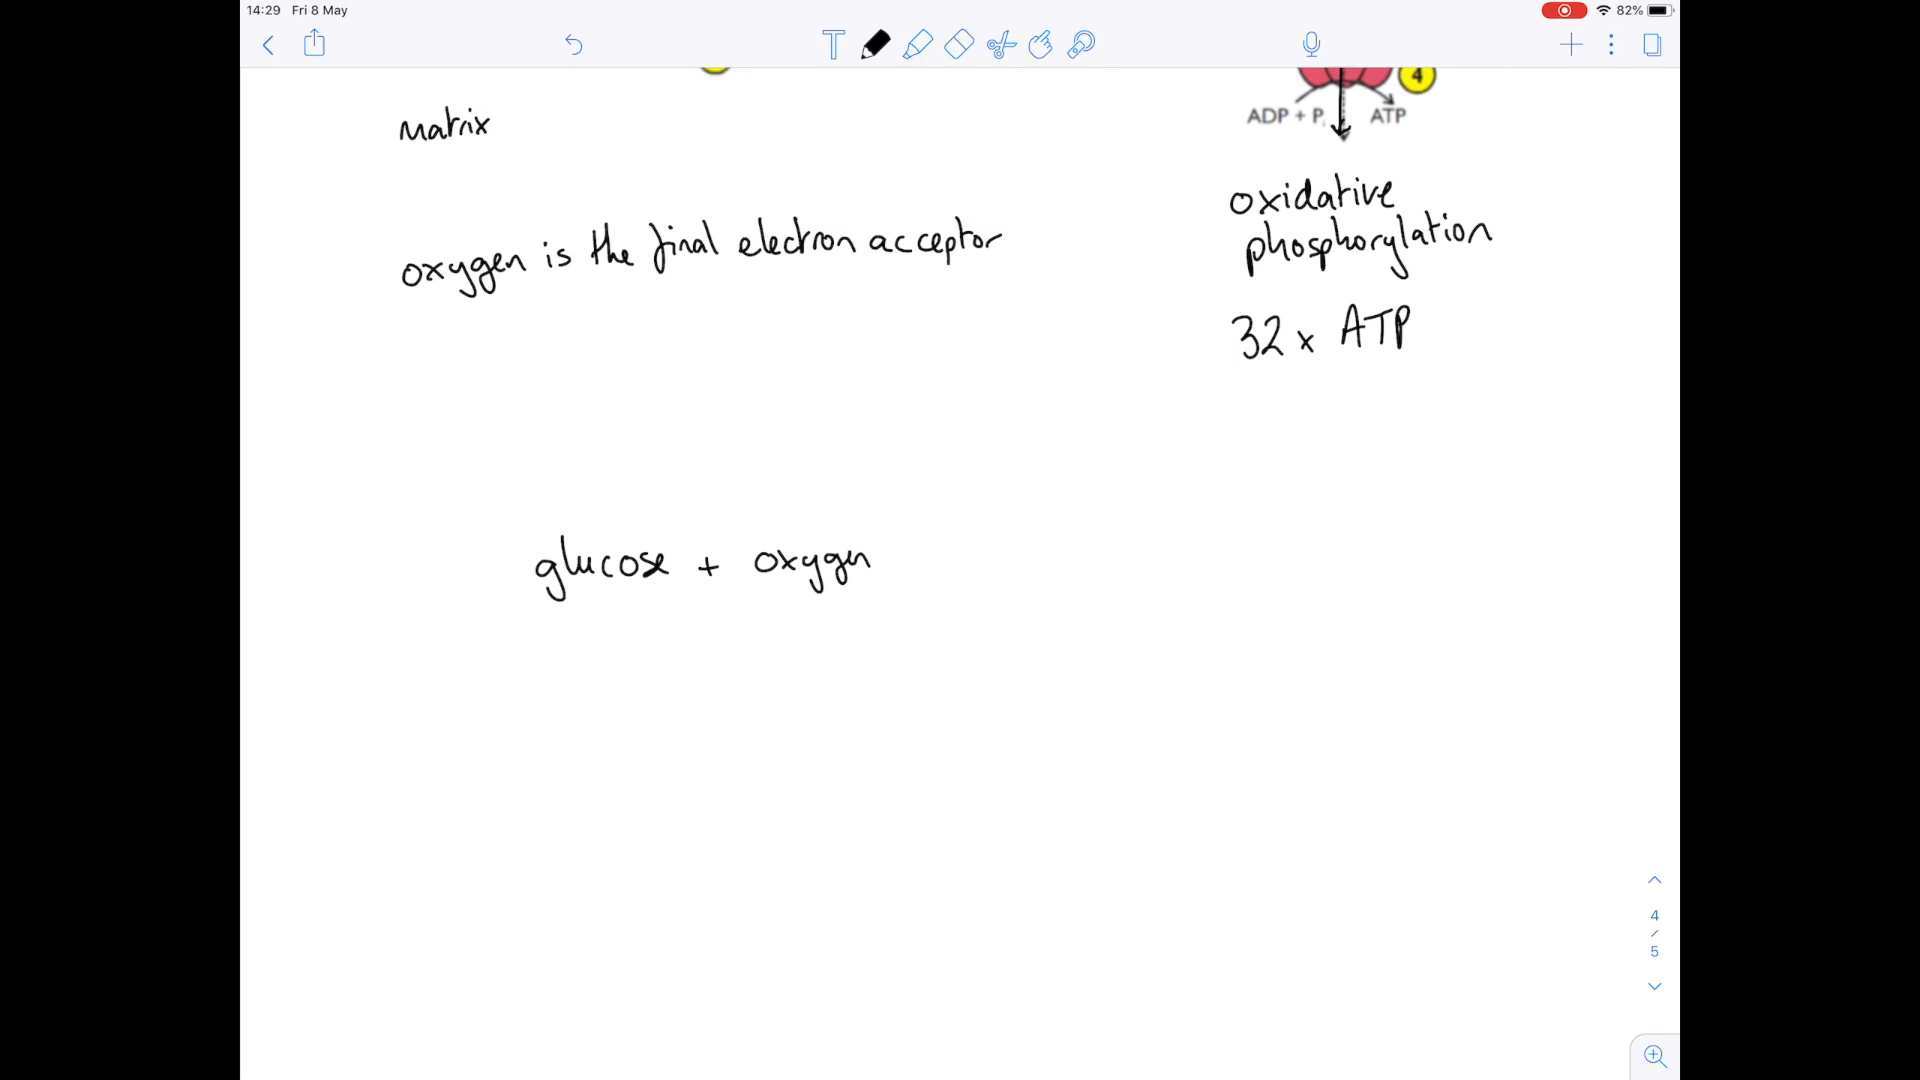 14:29 Fri 8 May
82%
4
ADP + Pi ATP
matrix
oxidative
phosphorylation
oxygen is the final electron acceptor
32 x ATP
glucose + oxygen
4
/
5